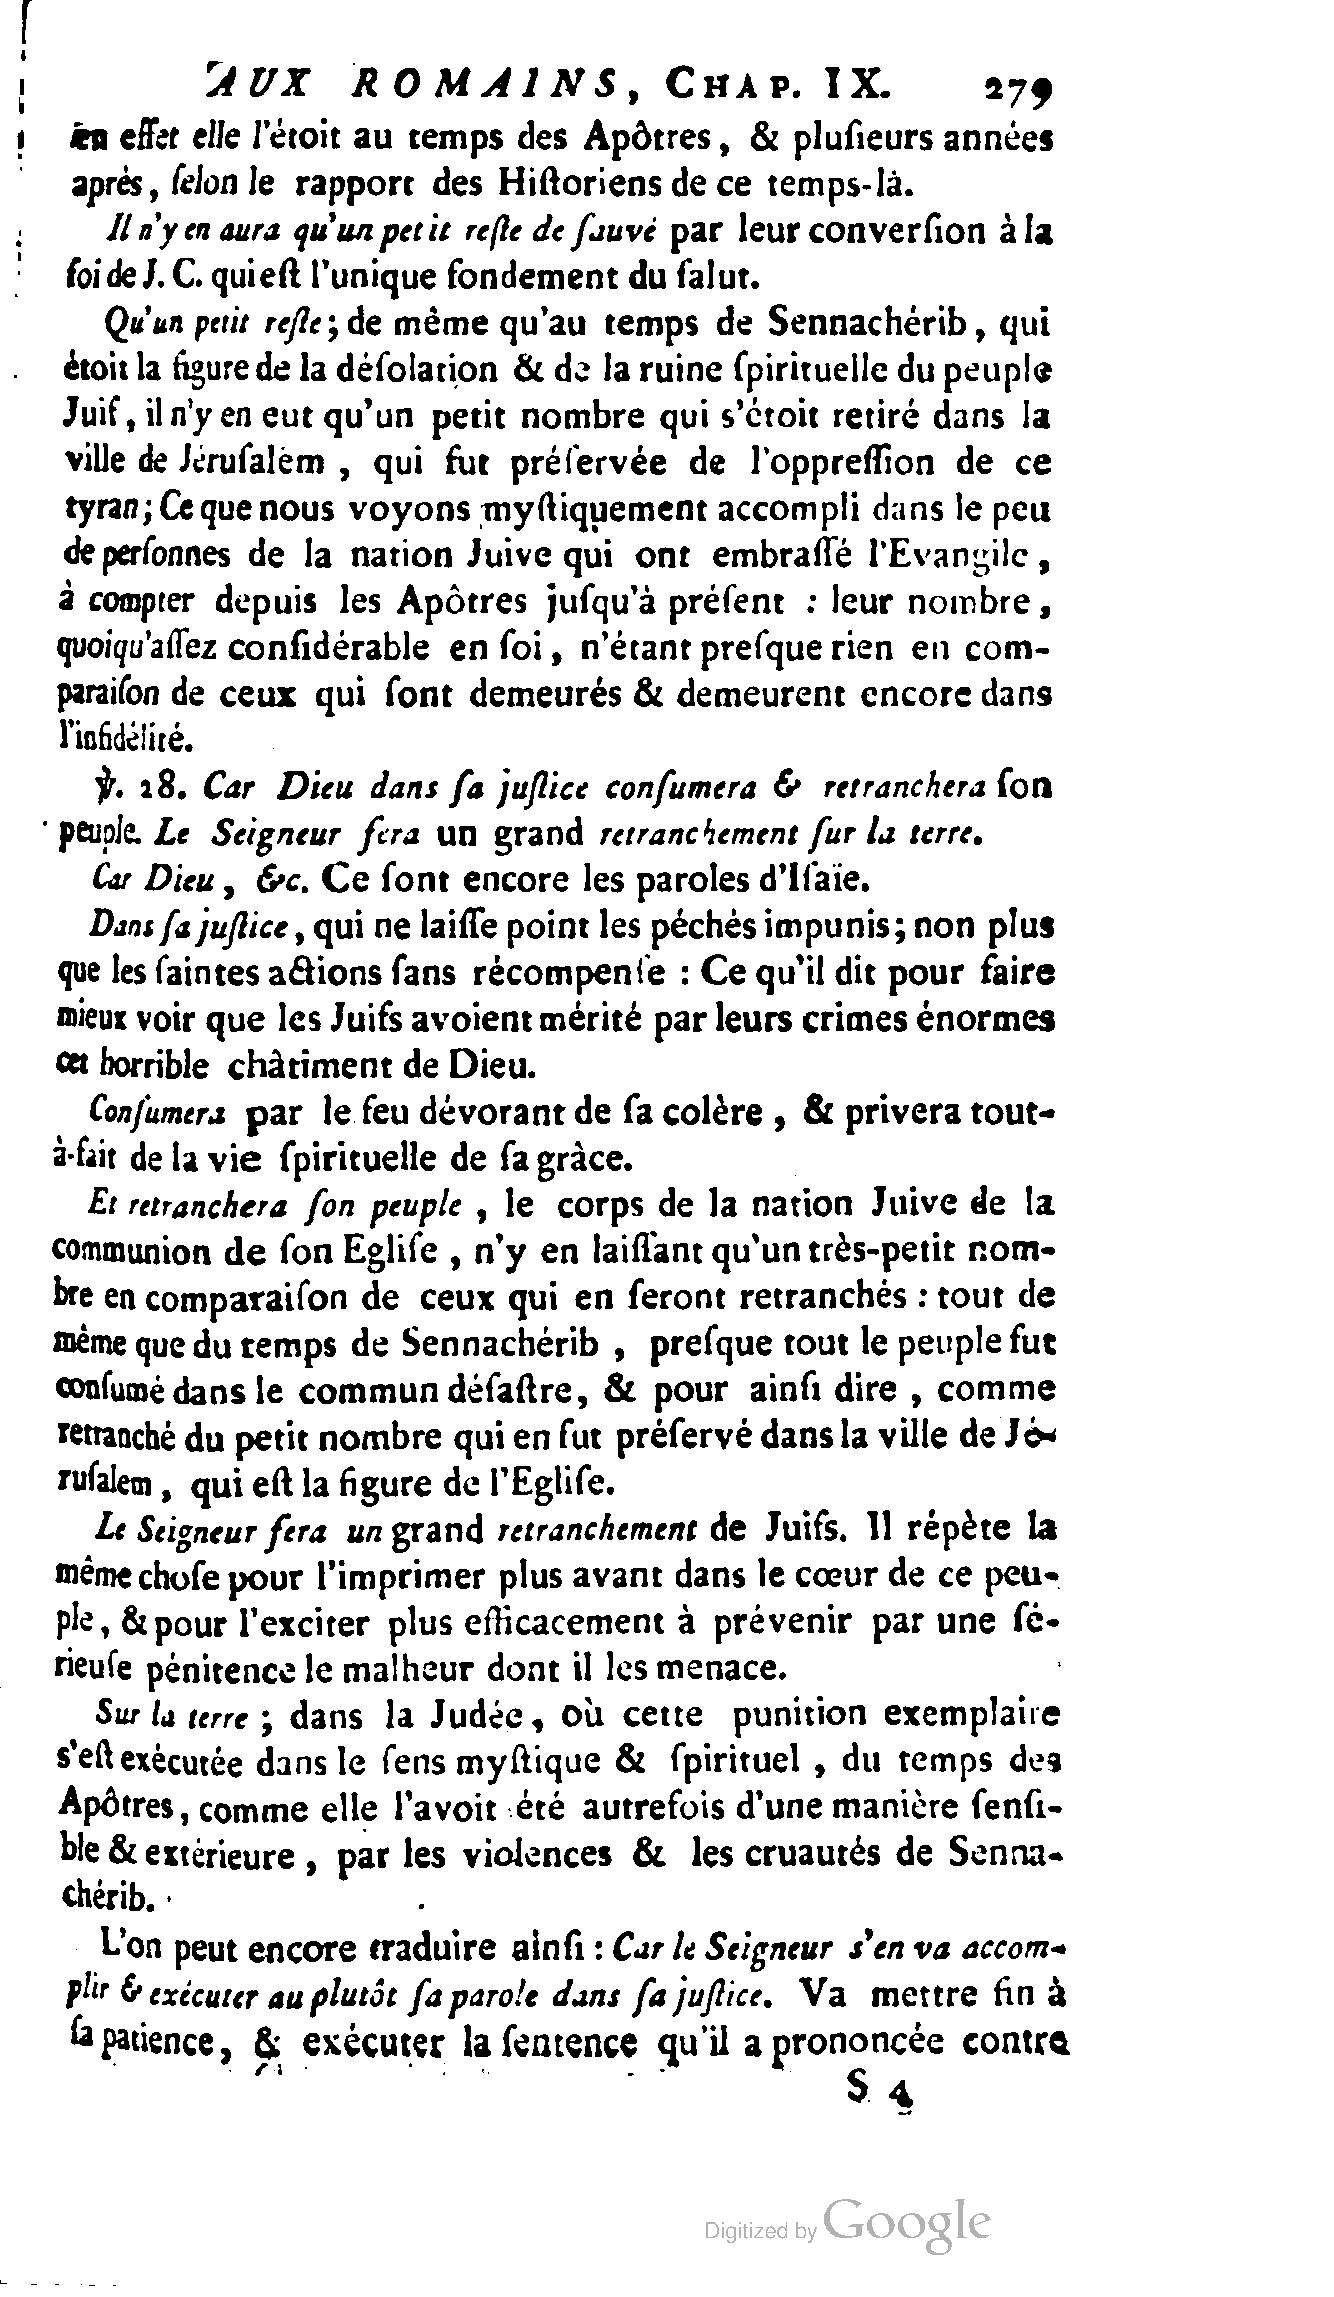 AUX ROMAINS, CHAP. IX. 279
en effet elle l'étoit au temps des Apôtres, & pluſieurs années
après, ſelon le rapport des Hiſtoriens de ce temps-là.
Il n'y en aura qu'un petit reſte de ſauvé par leur converſion à la
foi de J. C. qui eſt l'unique fondement du ſalut.
Qu'un petit reſte; de même qu'au temps de Sennachérib, qui
étoit la figure de la déſolation & de la ruine ſpirituelle du peuple
Juif, il n'y en eut qu'un petit nombre qui s'étoit retiré dans la
ville de Jéruſalèm, qui fut préſervée de l'oppreſſion de ce
tyran; Ce que nous voyons myſtiquement accompli dans le peu
de perſonnes de la nation Juive qui ont embraſſé l'Evangile,
à compter depuis les Apôtres juſqu'à préſent : leur nombre,
quoiqu'aſſez conſidérable en ſoi, n'étant preſque rien en com-
paraiſon de ceux qui ſont demeurés & demeurent encore dans
l'infidélité.
℣. 28. Car Dieu dans ſa juſtice conſumera & retranchera ſon
peuple. Le Seigneur fera un grand retranchement ſur la terre.
Car Dieu, &c. Ce ſont encore les paroles d'Iſaïe.
Dans ſa juſtice, qui ne laiſſe point les péchés impunis; non plus
que les ſaintes actions ſans récompenſe : Ce qu'il dit pour faire
mieux voir que les Juifs avoient mérité par leurs crimes énormes
cet horrible châtiment de Dieu.
Conſumera par le feu dévorant de ſa colère, & privera tout-
à-fait de la vie ſpirituelle de ſa grâce.
Et retranchera ſon peuple, le corps de la nation Juive de la
communion de ſon Egliſe, n'y en laiſſant qu'un très-petit nom-
bre en comparaiſon de ceux qui en ſeront retranchés : tout de
même que du temps de Sennachérib, preſque tout le peuple fut
conſumé dans le commun déſaſtre, & pour ainſi dire, comme
retranché du petit nombre qui en fut préſervé dans la ville de Jé-
ruſalem, qui eſt la figure de l'Egliſe.
Le Seigneur fera un grand retranchement de Juifs. Il répète la
même choſe pour l'imprimer plus avant dans le cœur de ce peu-
ple, & pour l'exciter plus efficacement à prévenir par une ſé-
rieuſe pénitence le malheur dont il les menace.
Sur la terre; dans la Judée, où cette punition exemplaire
s'eſt exécutée dans le ſens myſtique & ſpirituel, du temps des
Apôtres, comme elle l'avoit été autrefois d'une manière ſenſi-
ble & extérieure, par les violences & les cruautés de Senna-
chérib.
L'on peut encore traduire ainſi : Car le Seigneur s'en va accom-
plir & exécuter au plutôt ſa parole dans ſa juſtice. Va mettre fin à
ſa patience, & exécuter la ſentence qu'il a prononcée contre
S 4
Digitized by Google